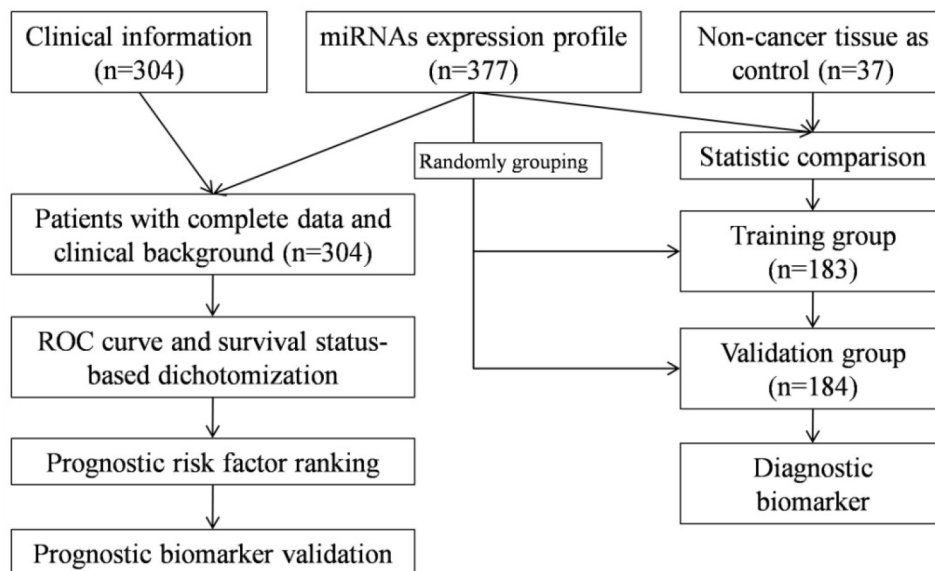 Clinical information
(n=304)
miRNAs expression profile
(n=377)
Non-cancer tissue as
control (n=37)
Randomly grouping
Statistic comparison
Patients with complete data and
clinical background (n=304)
Training group
(n=183)
ROC curve and survival status-
based dichotomization
Validation group
(n=184)
Prognostic risk factor ranking
Diagnostic
biomarker
Prognostic biomarker validation